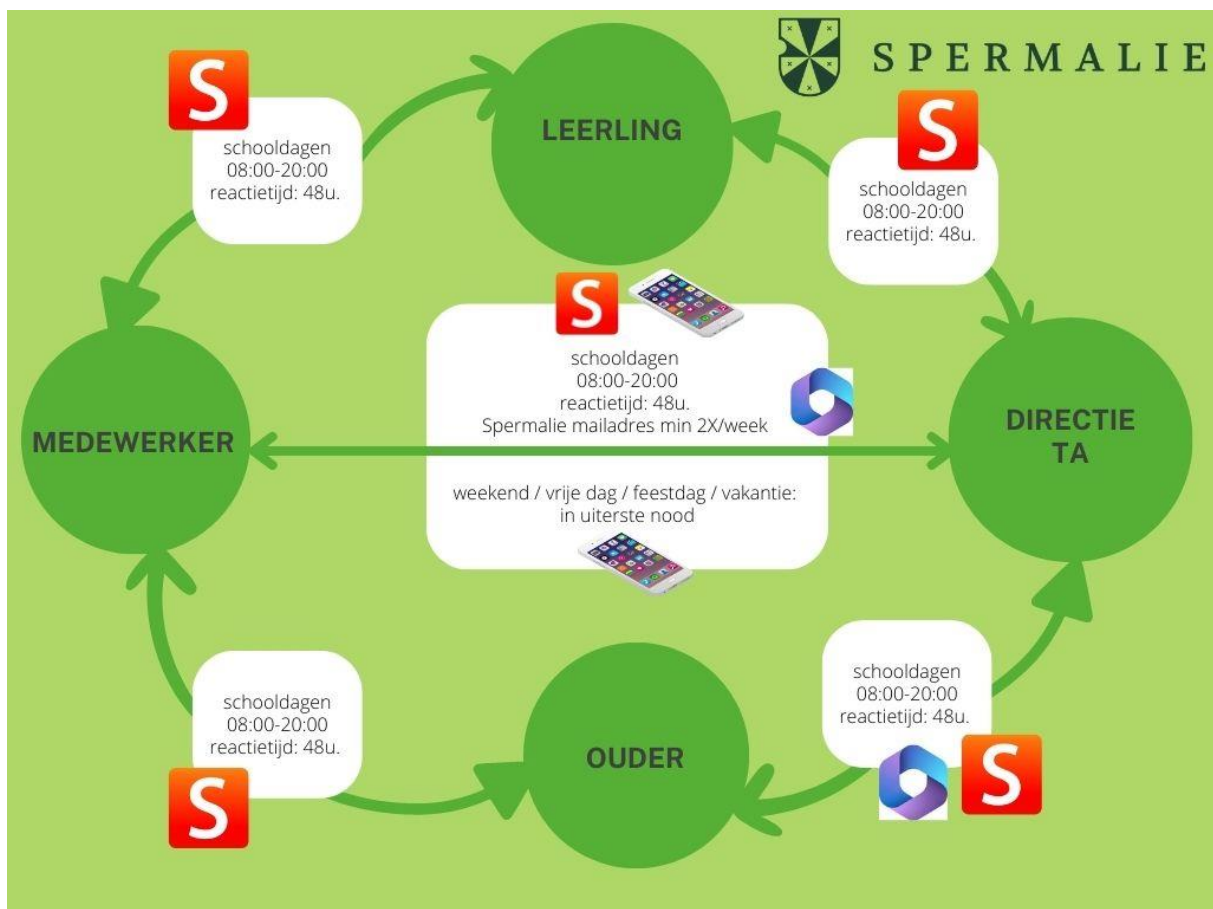 SPERMALIE
S
schooldagen
08:00-20:00
reactietijd: 48u.
LEERLING
S
schooldagen
08:00-20:00
reactietijd: 48u.
S
schooldagen
08:00-20:00
reactietijd: 48u.
Spermalie mailadres min 2X/week
MEDEWERKER
DIRECTIE
TA
weekend / vrije dag / feestdag / vakantie:
in uiterste nood
schooldagen
08:00-20:00
reactietijd: 48u.
S
OUDER
schooldagen
08:00-20:00
reactietijd: 48u.
S